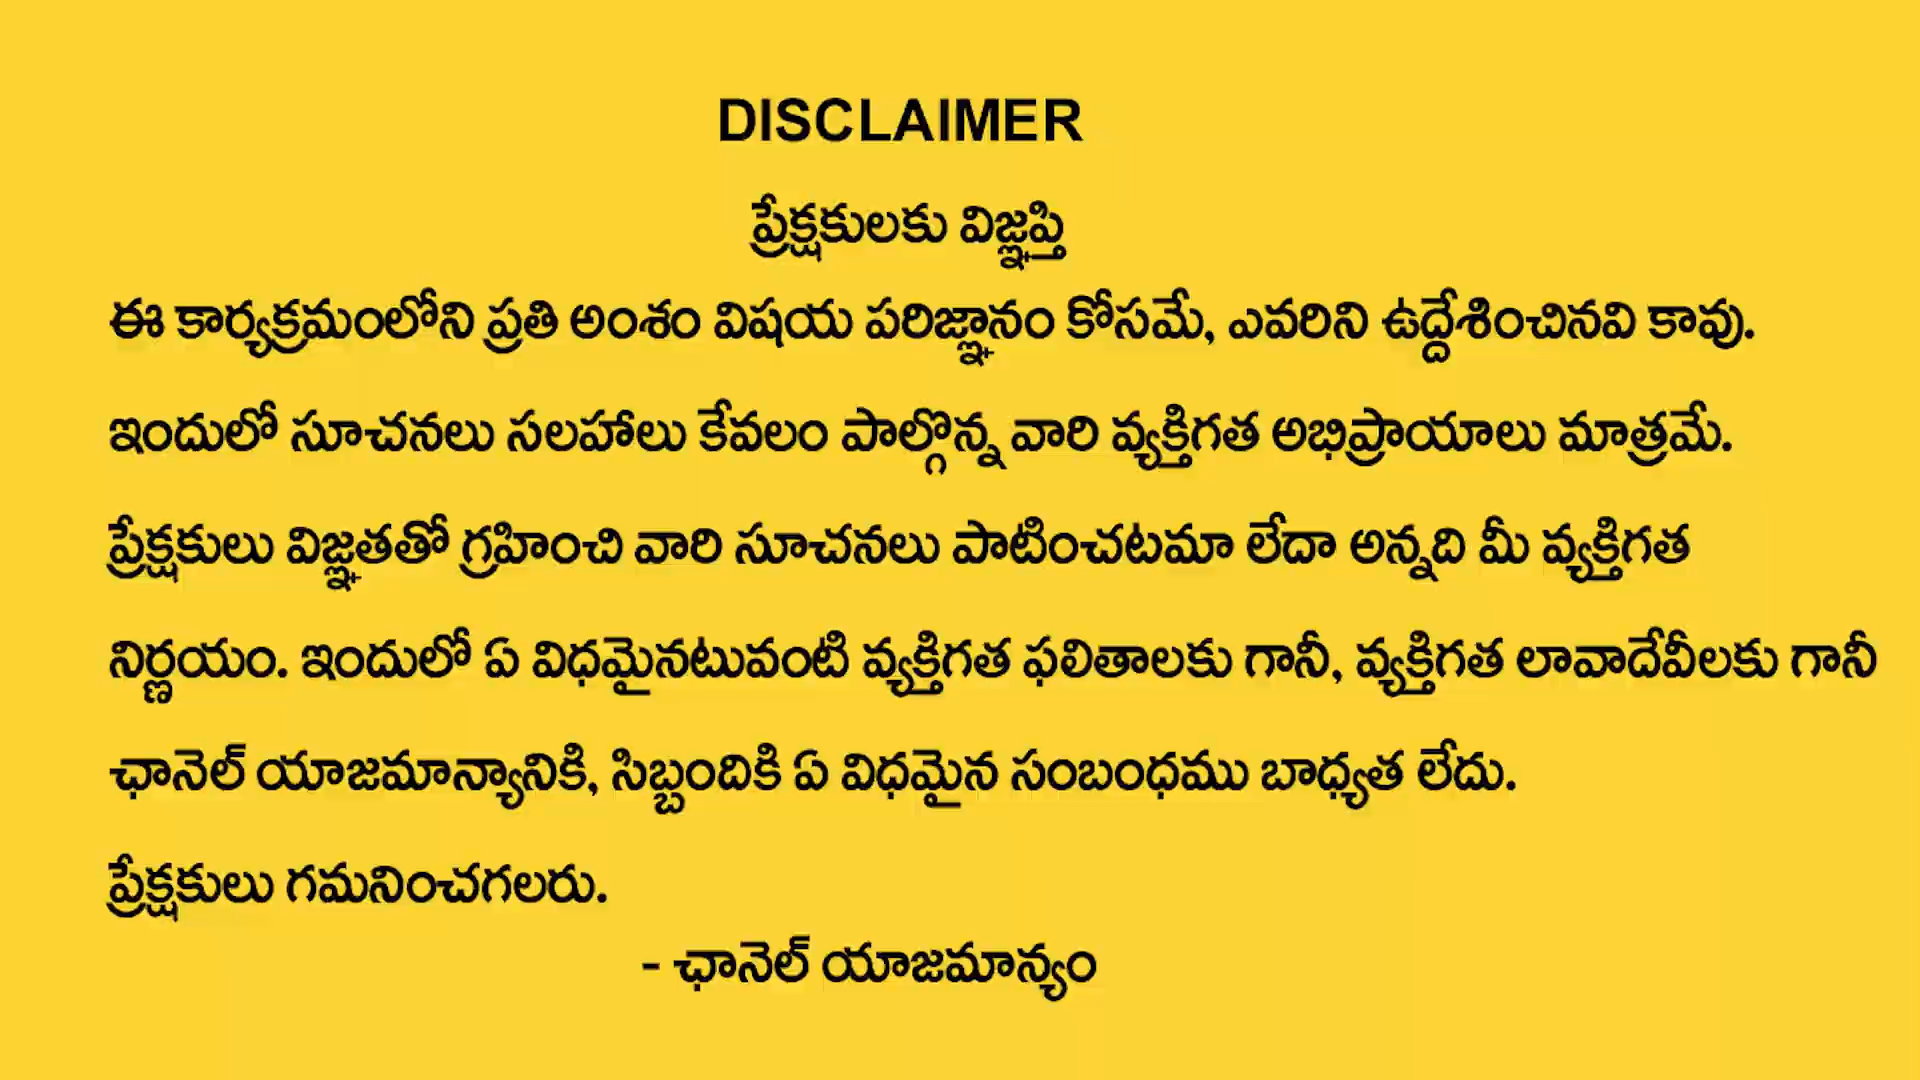 DISCLAIMER
ప్రేక్షకులకు విజ్ఞప్తి
ఈ కార్యక్రమంలోని ప్రతి అంశం విషయ పరిజ్ఞానం కోసమే, ఎవరిని ఉద్దేశించినవి కావు.
ఇందులో సూచనలు సలహాలు కేవలం పాల్గొన్న వారి వ్యక్తిగత అభిప్రాయాలు మాత్రమే.
ప్రేక్షకులు విజ్ఞతతో గ్రహించి వారి సూచనలు పాటించటమా లేదా అన్నది మీ వ్యక్తిగత
నిర్ణయం. ఇందులో ఏ విధమైనటువంటి వ్యక్తిగత ఫలితాలకు గానీ, వ్యక్తిగత లావాదేవీలకు గానీ
ఛానెల్ యాజమాన్యానికి, సిబ్బందికి ఏ విధమైన సంబంధము బాధ్యత లేదు.
ప్రేక్షకులు గమనించగలరు.
- ఛానెల్ యాజమాన్యం